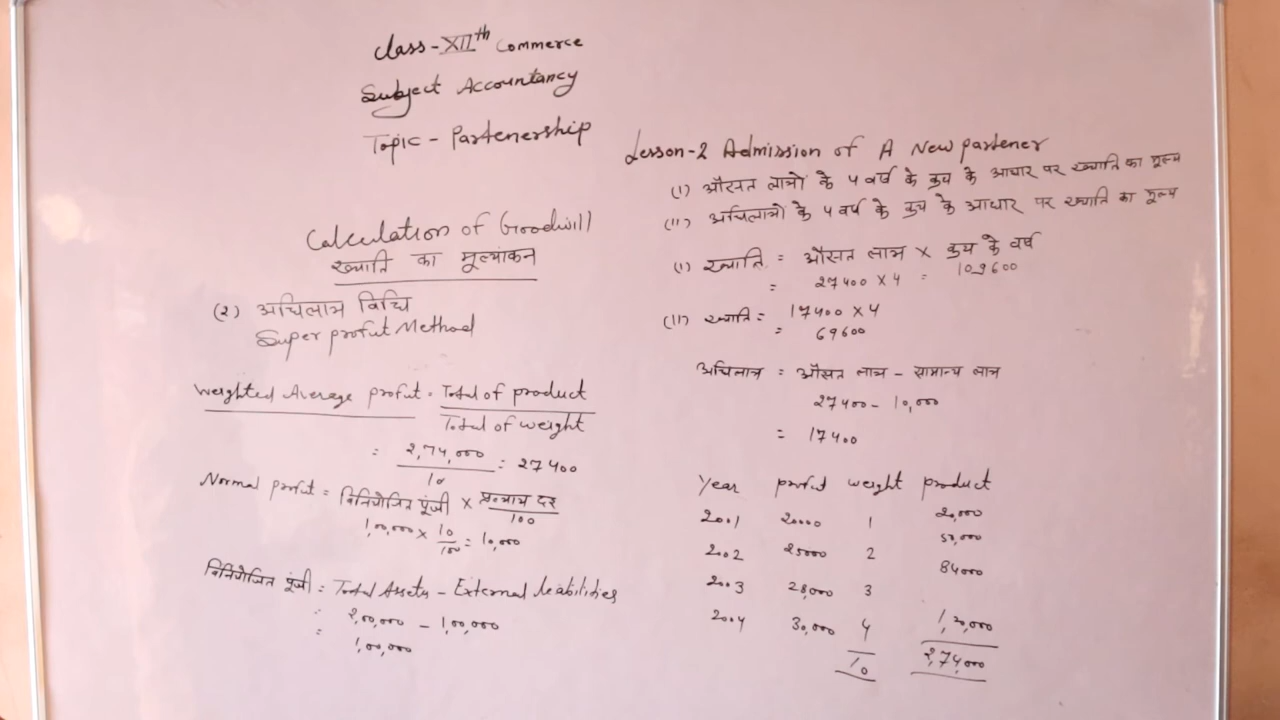 Class-XIIth Commerce
Subject Accountancy
Topic - Partenership
Calculation of Goodwill
ख्याति का मूल्यांकन
(२) अधिलाभ विधि
Super profit Method
Weighted Average profit = Total of product
Total of weight
= २,74,000 = 27400
10
Normal profit = विनियोजित पूंजी × प्रत्याय दर
100
1,00,000 × 10 = 10,000
100
विनियोजित पूंजी = Total Assets - External liabilities
= २,00,000 - 1,00,000
= 1,00,000
Lesson-2 Admission of A New partener
(I) औसत लाभों के 4 वर्ष के क्रय के आधार पर ख्याति का मूल्य
(II) अधिलाभों के 4 वर्ष के क्रय के आधार पर ख्याति का मूल्य
(I) ख्याति = औसत लाभ × क्रय के वर्ष
= 27400 × 4 = 109600
(II) ख्याति = 17400 × 4
= 69600
अधिलाभ = औसत लाभ - सामान्य लाभ
27400 - 10,000
= 17400
Year profit weight product
2001 20000 1 20,000
2002 25000 2 50,000
2003 28,000 3 84000
2004 30,000 4 1,20,000
10 २,74,000